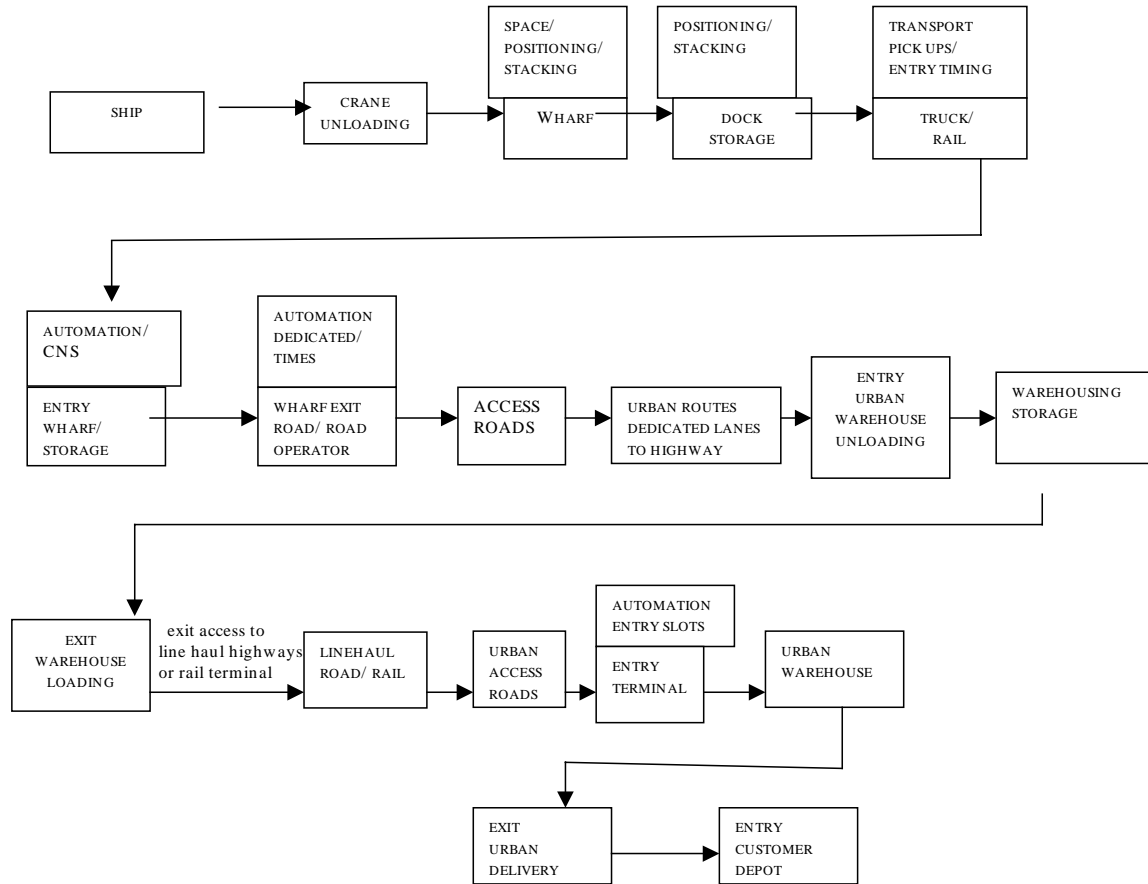 SPACE/
POSITIONING/
STACKING
POSITIONING/
STACKING
TRANSPORT
PICK UPS/
ENTRY TIMING
SHIP
CRANE
UNLOADING
WHARF
DOCK
STORAGE
TRUCK/
RAIL
AUTOMATION/
CNS
AUTOMATION
DEDICATED/
TIMES
ENTRY
WHARF/
STORAGE
WHARF EXIT
ROAD/ ROAD
OPERATOR
ACCESS
ROADS
URBAN ROUTES
DEDICATED LANES
TO HIGHWAY
ENTRY
URBAN
WAREHOUSE
UNLOADING
WAREHOUSING
STORAGE
EXIT
WAREHOUSE
LOADING
exit access to
line haul highways
or rail terminal
LINEHAUL
ROAD/ RAIL
URBAN
ACCESS
ROADS
AUTOMATION
ENTRY SLOTS
ENTRY
TERMINAL
URBAN
WAREHOUSE
EXIT
URBAN
DELIVERY
ENTRY
CUSTOMER
DEPOT